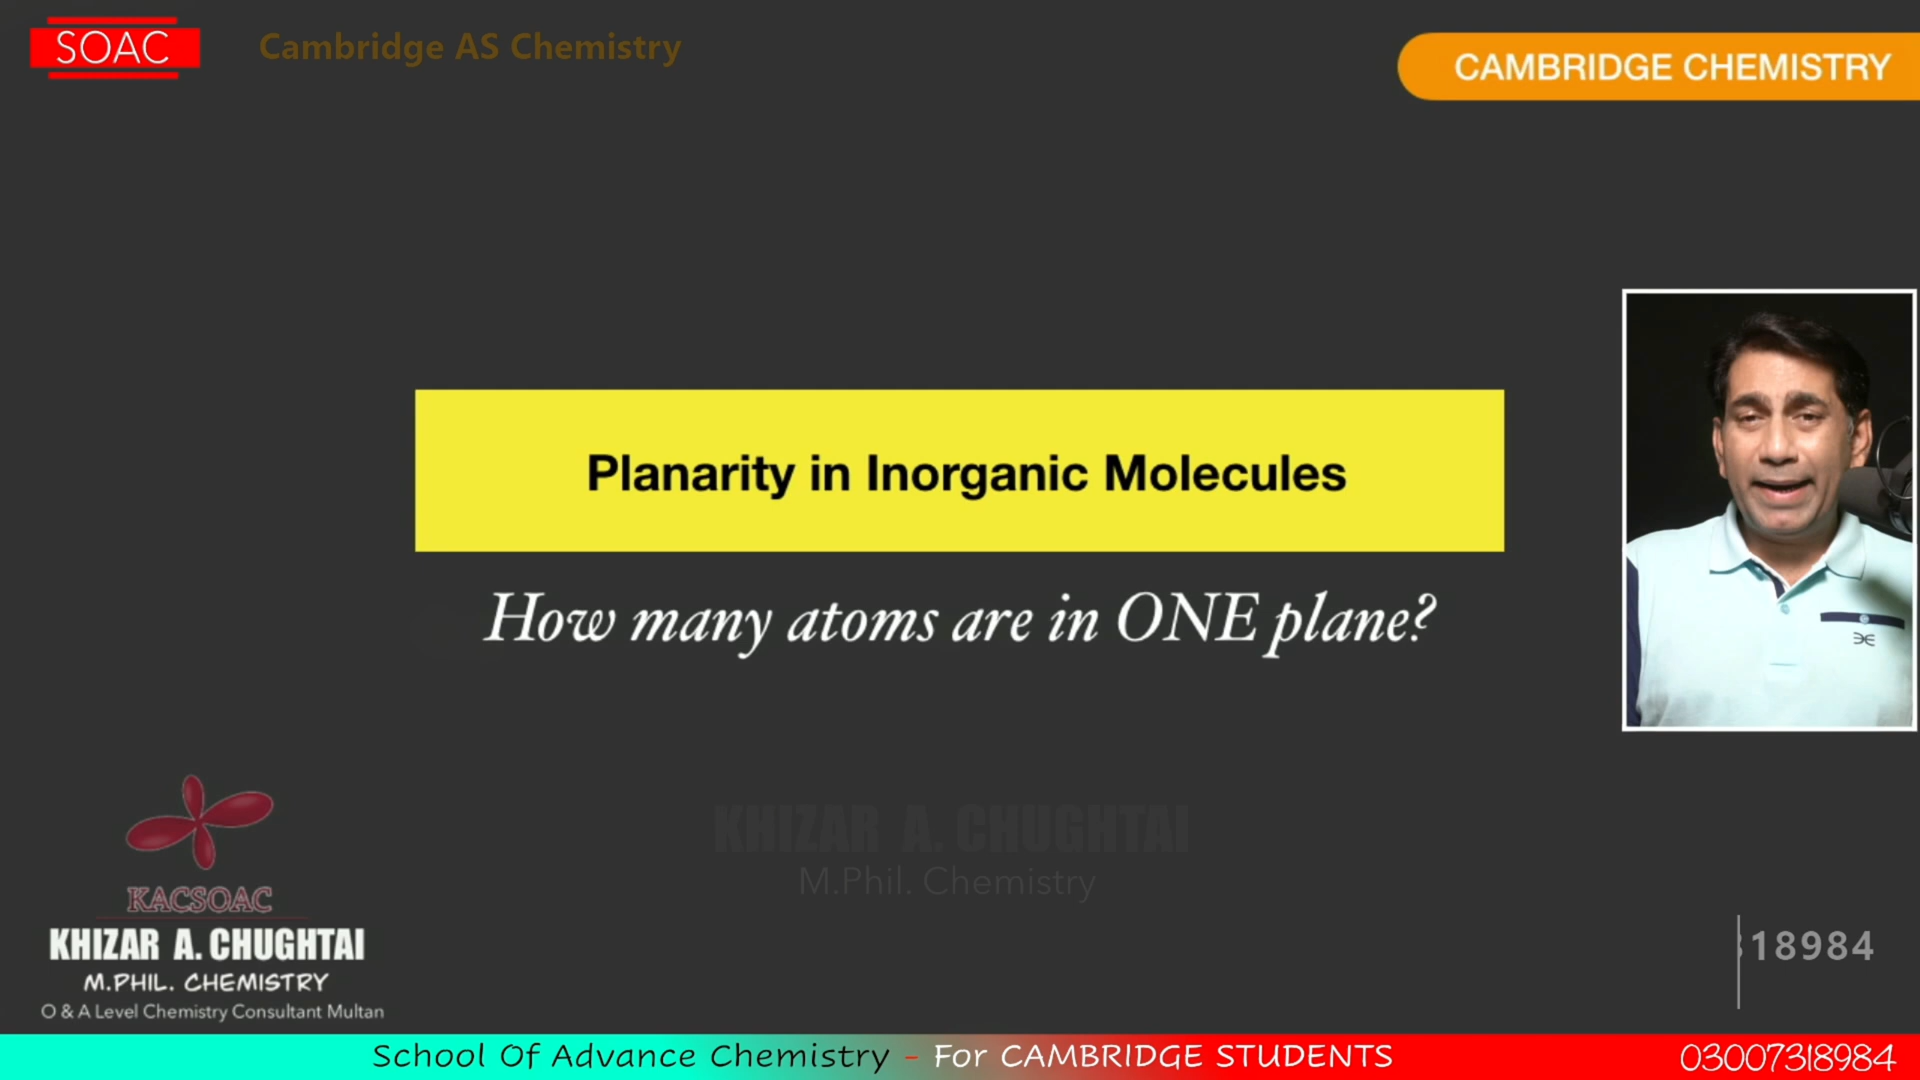 SOAC
Cambridge AS Chemistry
CAMBRIDGE CHEMISTRY
Planarity in Inorganic Molecules
How many atoms are in ONE plane?
KHIZAR A. CHUGHTAI
M.Phil. Chemistry
KACSOAC
KHIZAR A. CHUGHTAI
M.PHIL. CHEMISTRY
O & A Level Chemistry Consultant Multan
18984
School Of Advance Chemistry - For CAMBRIDGE STUDENTS
03007318984